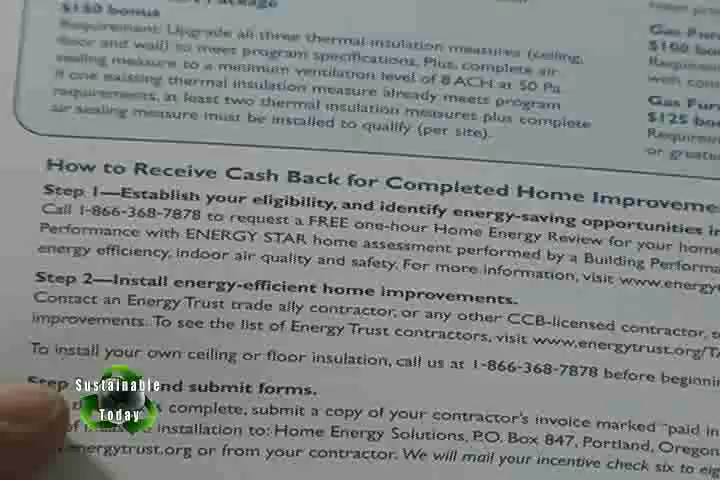 Package
$150 bonus
Requirement: Upgrade all three thermal insulation measures (ceiling,
floor and wall) to meet program specifications. Plus, complete air
sealing measure to a minimum ventilation level of 8 ACH at 50 Pa.
If one existing thermal insulation measure already meets program
requirements, at least two thermal insulation measures plus complete
air sealing measure must be installed to qualify (per site).
Gas Fur
$100 bo
Requirem
with con
Gas Fur
$125 bo
Requirem
or greate
How to Receive Cash Back for Completed Home Improveme
Step 1—Establish your eligibility, and identify energy-saving opportunities in
Call 1-866-368-7878 to request a FREE one-hour Home Energy Review for your home
Performance with ENERGY STAR home assessment performed by a Building Performa
energy efficiency, indoor air quality and safety. For more information, visit www.energyt
Step 2—Install energy-efficient home improvements.
Contact an Energy Trust trade ally contractor, or any other CCB-licensed contractor,
improvements. To see the list of Energy Trust contractors, visit www.energytrust.org/T
To install your own ceiling or floor insulation, call us at 1-866-368-7878 before beginni
Step nd submit forms.
complete, submit a copy of your contractor's invoice marked "paid in
installation to: Home Energy Solutions, P.O. Box 847, Portland, Oregon
energytrust.org or from your contractor. We will mail your incentive check six to eig
Sustainable
Today